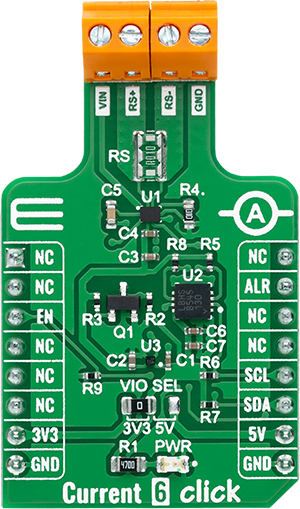 VIN RS+ RS- GND
RS
R010
U1
C5
R4.
C4
C3
R8 R5
U2
NC
NC
NC
ALR
EN
NC
R3 R2
Q1
C6
C7
U3
C2
C1 R6
NC
NC
NC
SCL
R9
VIO SEL
NC
SDA
R7
3V3 5V
3V3
5V
R1 PWR
4700
GND
GND
Current 6 click